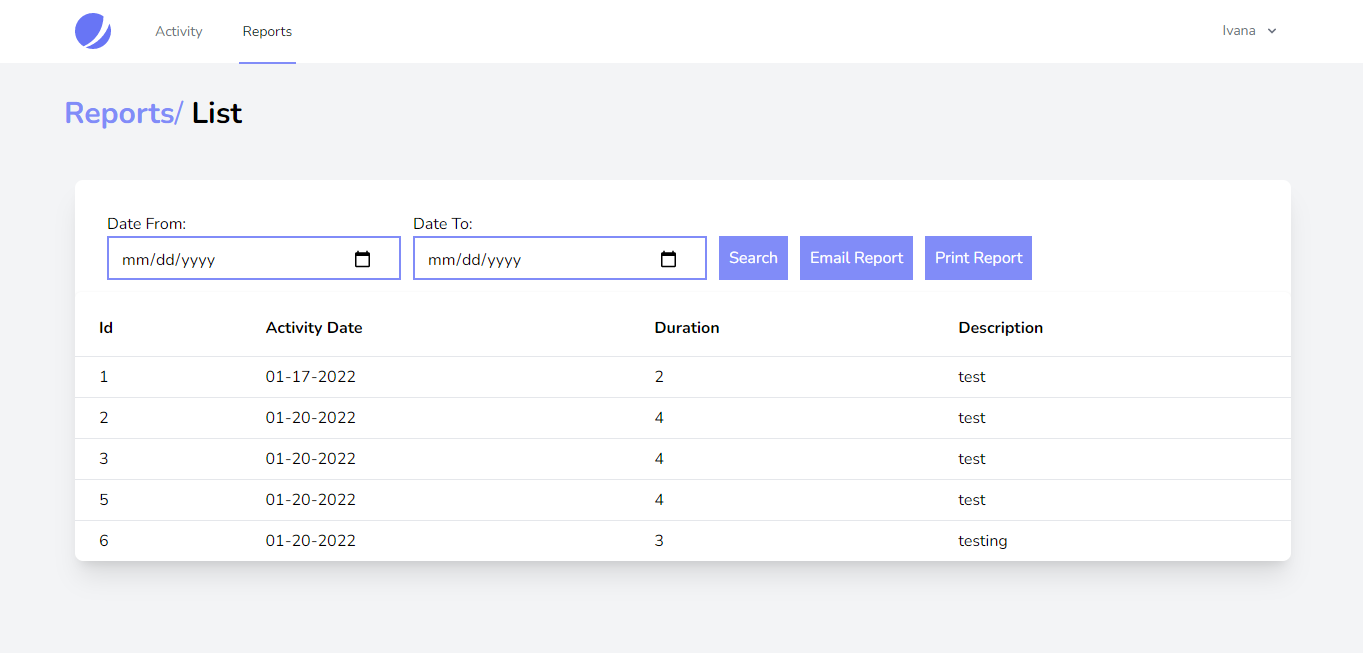 Activity Reports Ivana
Reports/ List
Date From: Date To:
mm/dd/yyyy mm/dd/yyyy Search Email Report Print Report
Id Activity Date Duration Description
1 01-17-2022 2 test
2 01-20-2022 4 test
3 01-20-2022 4 test
5 01-20-2022 4 test
6 01-20-2022 3 testing